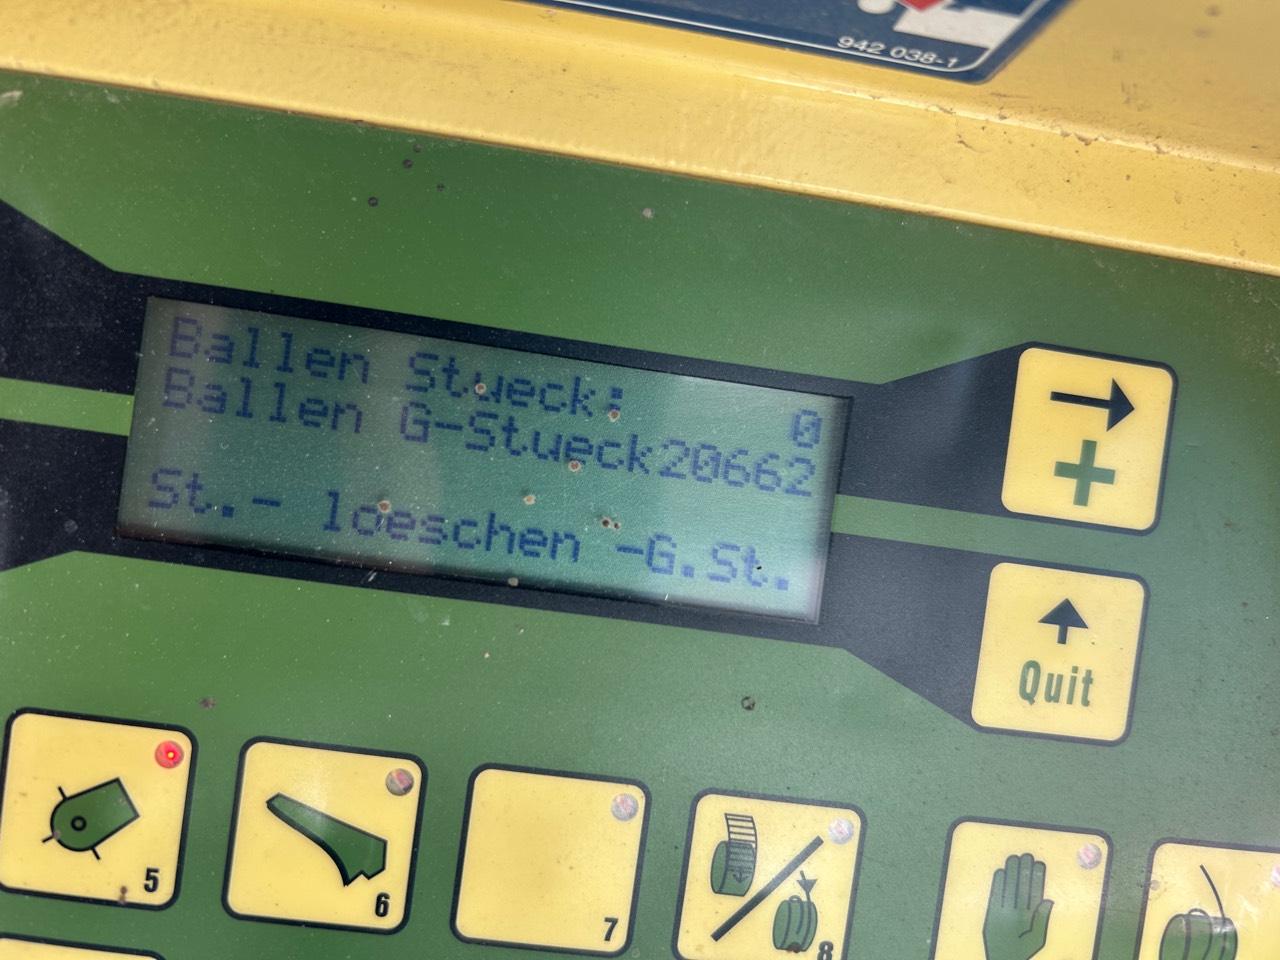 942 038-1
Ballen Stueck: 0
Ballen G-Stueck20662
St.- loeschen -G.St.
+
Quit
5
6
7
8